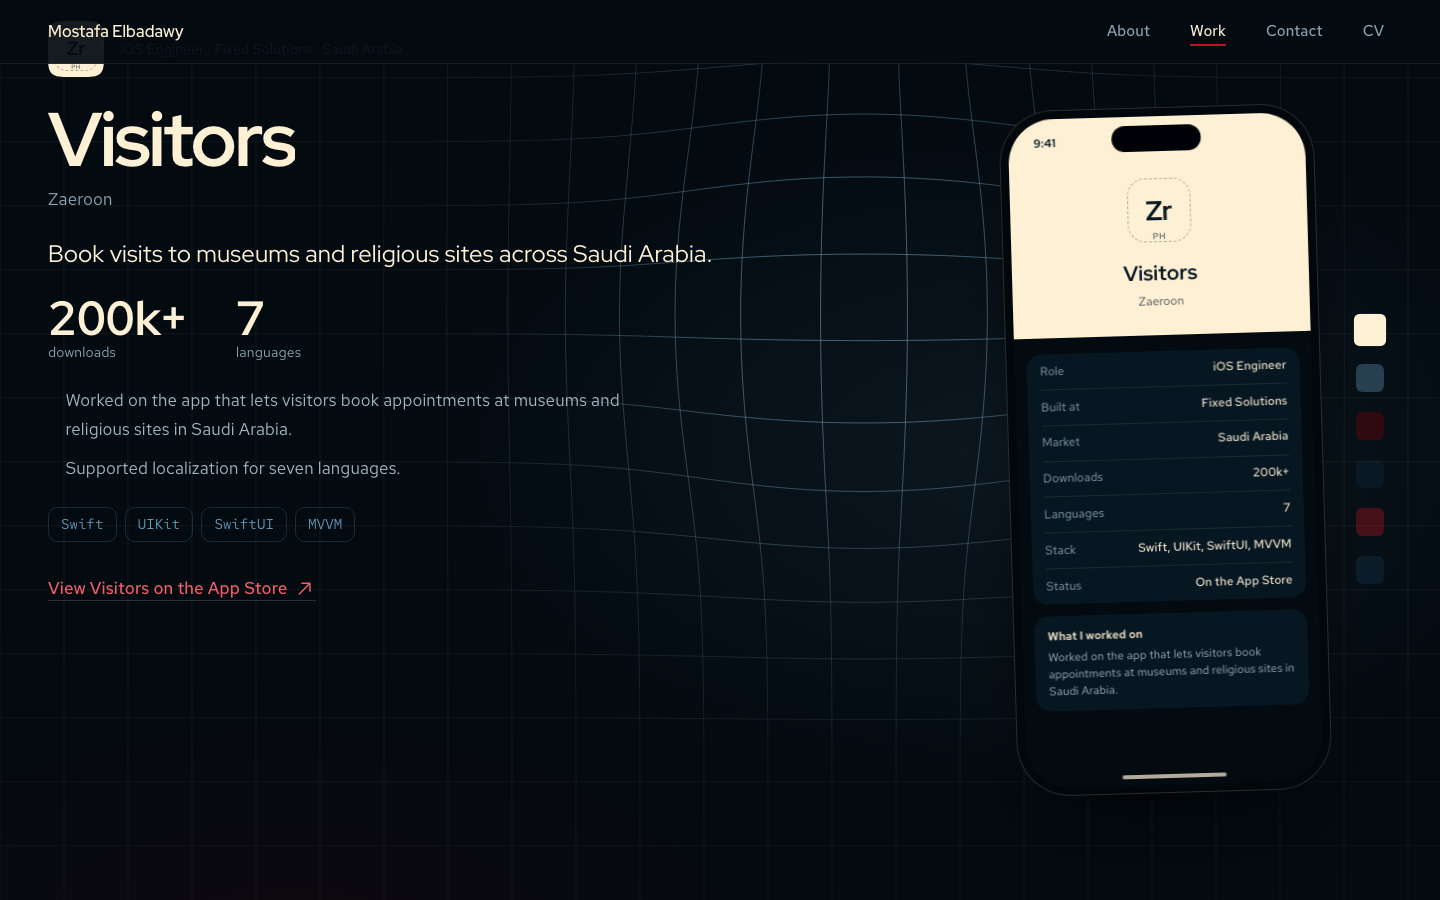 Mostafa Elbadawy
About
Work
Contact
CV
Zr
PH
iOS Engineer · Fixed Solutions · Saudi Arabia
Visitors
Zaeroon
Book visits to museums and religious sites across Saudi Arabia.
200k+
downloads
7
languages
Worked on the app that lets visitors book appointments at museums and
religious sites in Saudi Arabia.
Supported localization for seven languages.
Swift
UIKit
SwiftUI
MVVM
View Visitors on the App Store
9:41
Zr
PH
Visitors
Zaeroon
Role iOS Engineer
Built at Fixed Solutions
Market Saudi Arabia
Downloads 200k+
Languages 7
Stack Swift, UIKit, SwiftUI, MVVM
Status On the App Store
What I worked on
Worked on the app that lets visitors book
appointments at museums and religious sites in
Saudi Arabia.